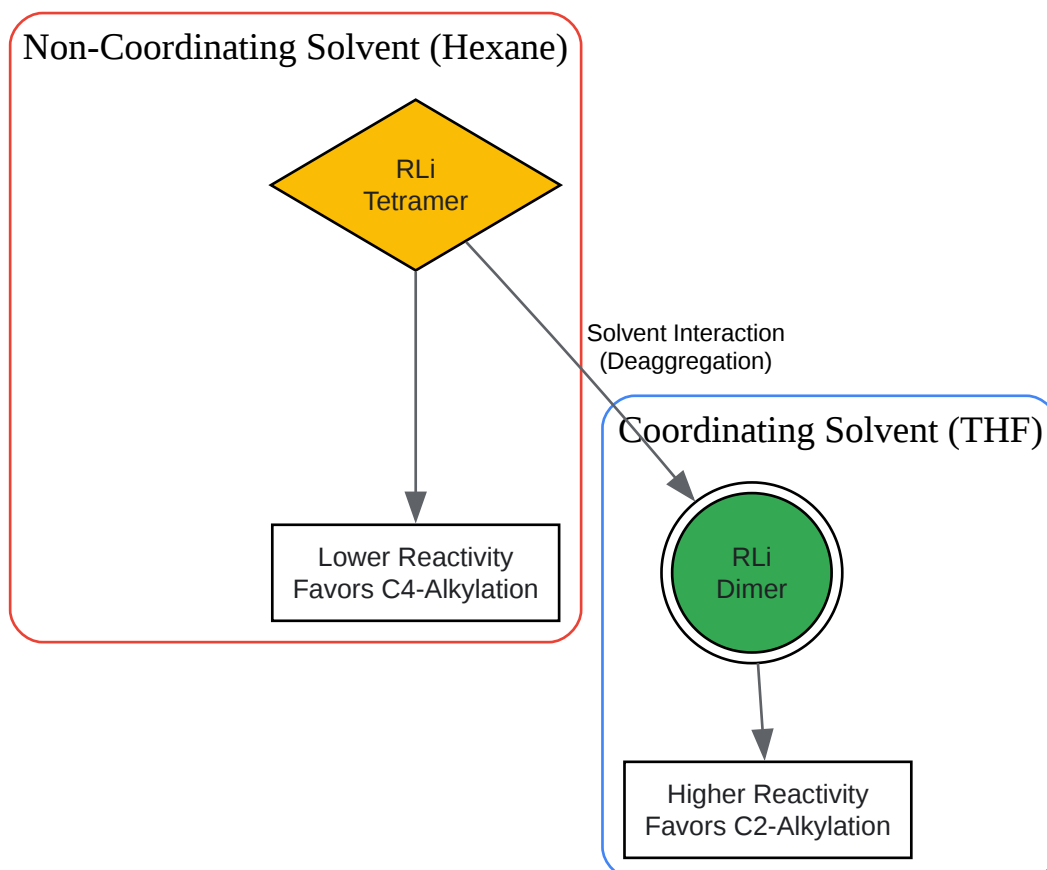 Non-Coordinating Solvent (Hexane)
RLi
Tetramer
Solvent Interaction
(Deaggregation)
Lower Reactivity
Favors C4-Alkylation
Coordinating Solvent (THF)
RLi
Dimer
Higher Reactivity
Favors C2-Alkylation